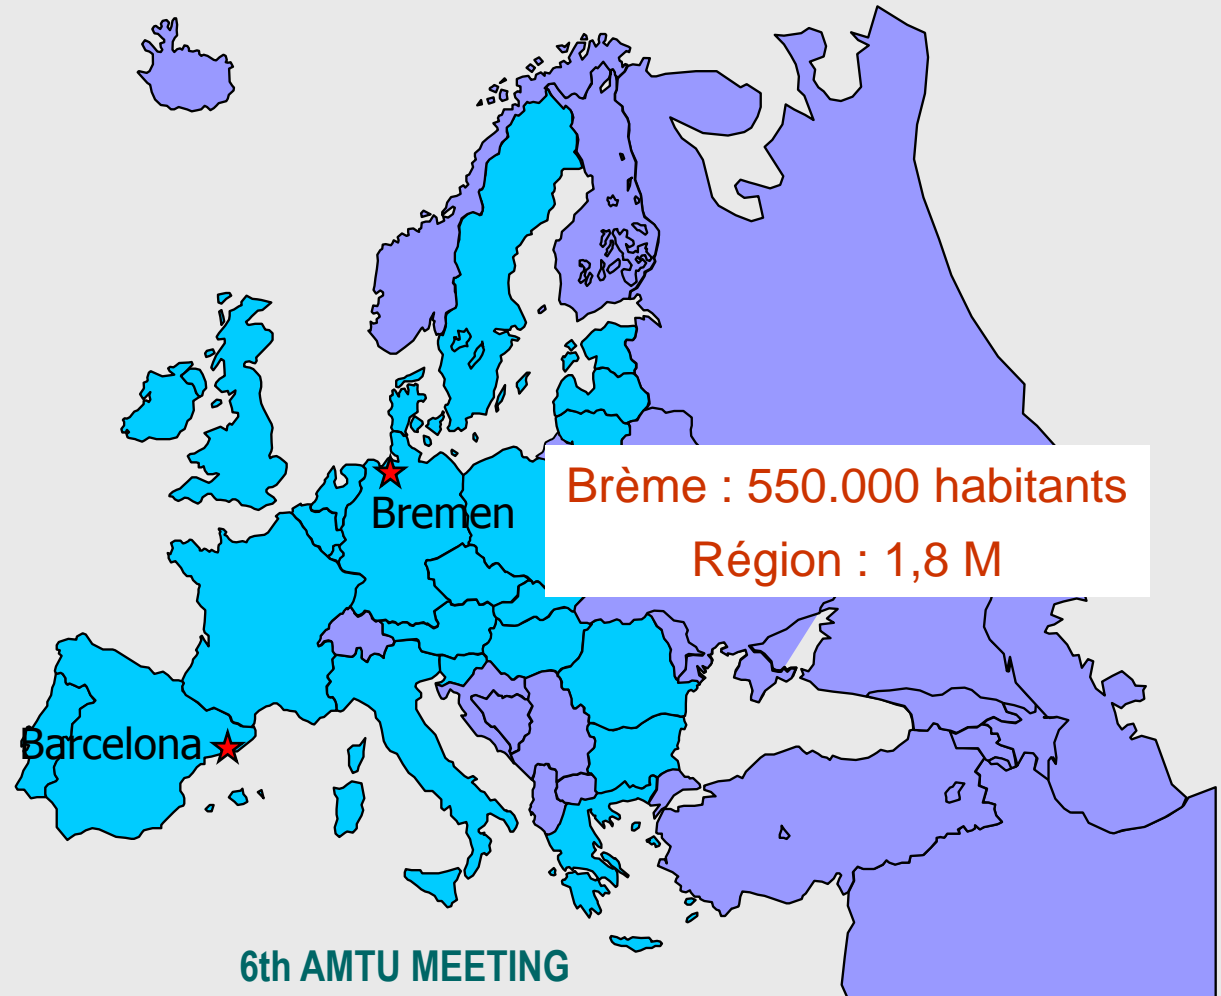 Brème : 550.000 habitants
Région : 1,8 M
Bremen
Barcelona
6th AMTU MEETING